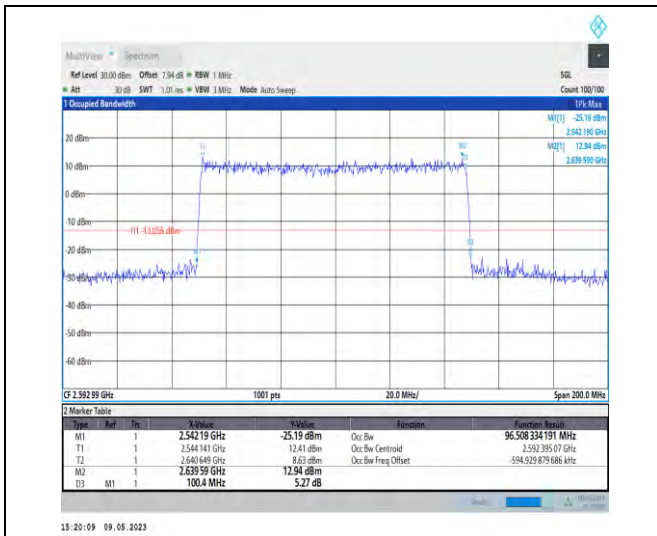 MultiView Spectrum
Ref Level 30.00 dBm Offset 7.94 dB RBW 1 MHz SGL
Att 30 dB SWT 1.01 ms VBW 3 MHz Mode Auto Sweep Count 100/100
1 Occupied Bandwidth 1Pk Max
M1[1] -25.19 dBm
2.542 190 GHz
20 dBm
M2[1] 12.94 dBm
2.639 590 GHz
10 dBm
0 dBm
-10 dBm
H1 -13.056 dBm
-20 dBm
-30 dBm
-40 dBm
-50 dBm
-60 dBm
CF 2.592 99 GHz 1001 pts 20.0 MHz/ Span 200.0 MHz
2 Marker Table
Type Ref Trc X-Value Y-Value Function Function Result
M1 1 2.542 19 GHz -25.19 dBm Occ Bw 96.508 334 191 MHz
T1 1 2.544 141 GHz 12.41 dBm Occ Bw Centroid 2.592 395 07 GHz
T2 1 2.640 649 GHz 8.63 dBm Occ Bw Freq Offset -594.929 879 686 kHz
M2 1 2.639 59 GHz 12.94 dBm
D3 M1 1 100.4 MHz 5.27 dB
15:20:09 09.05.2023